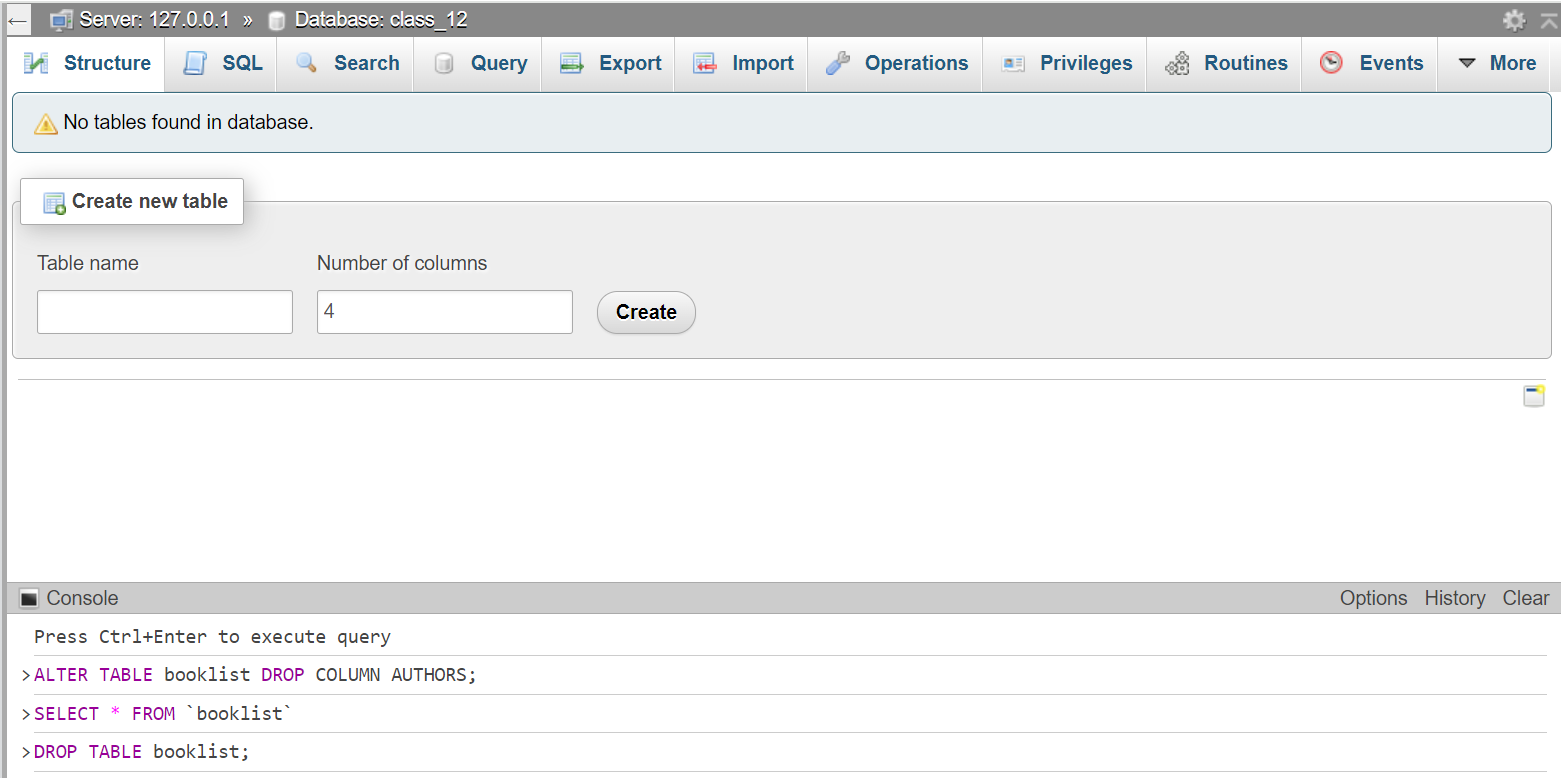 ← Server: 127.0.0.1 » Database: class_12
Structure SQL Search Query Export Import Operations Privileges Routines Events More
No tables found in database.
Create new table
Table name Number of columns
4 Create
Console Options History Clear
Press Ctrl+Enter to execute query
>ALTER TABLE booklist DROP COLUMN AUTHORS;
>SELECT * FROM `booklist`
>DROP TABLE booklist;